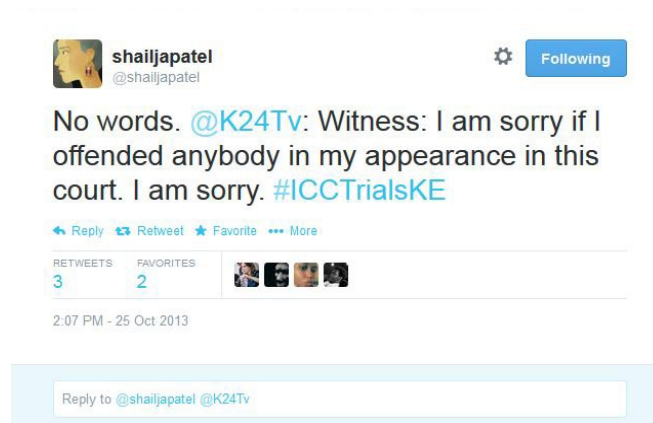 shailjapatel
@shailjapatel
Following
No words. @K24Tv: Witness: I am sorry if I
offended anybody in my appearance in this
court. I am sorry. #ICCTrialsKE
Reply Retweet Favorite More
RETWEETS FAVORITES
3 2
2:07 PM - 25 Oct 2013
Reply to @shailjapatel @K24Tv